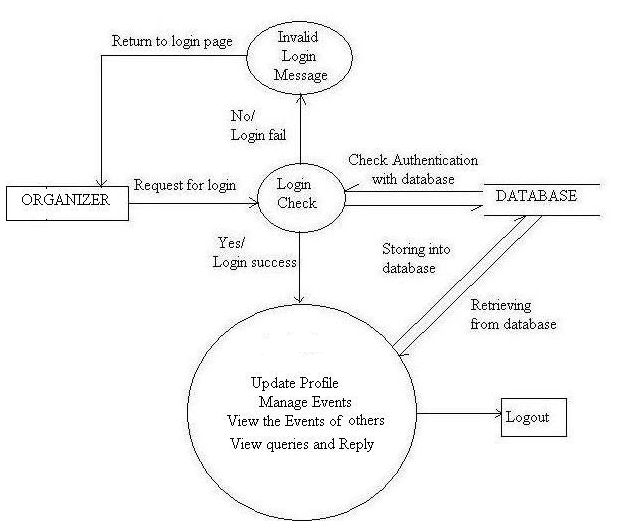 Return to login page
Invalid
Login
Message
No/
Login fail
Check Authentication
with database
ORGANIZER
Request for login
Login
Check
DATABASE
Yes/
Login success
Storing into
database
Retrieving
from database
Update Profile
Manage Events
View the Events of others
View queries and Reply
Logout